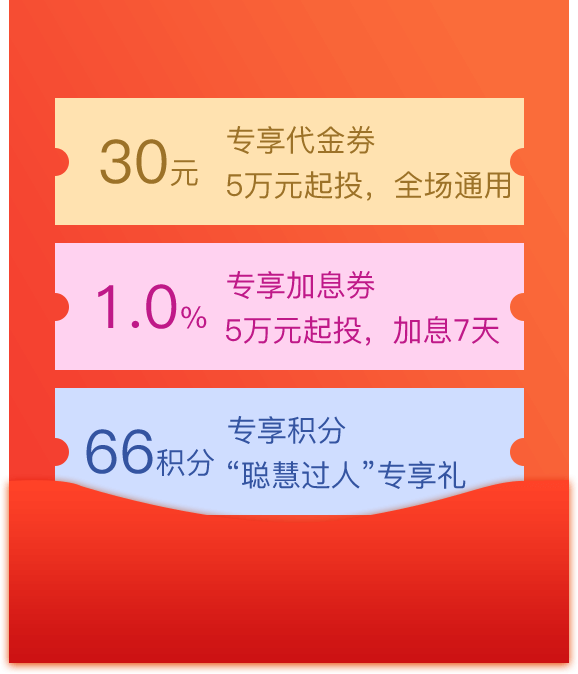 30元
专享代金券
5万元起投，全场通用
1.0%
专享加息券
5万元起投，加息7天
66积分
专享积分
“聪慧过人”专享礼